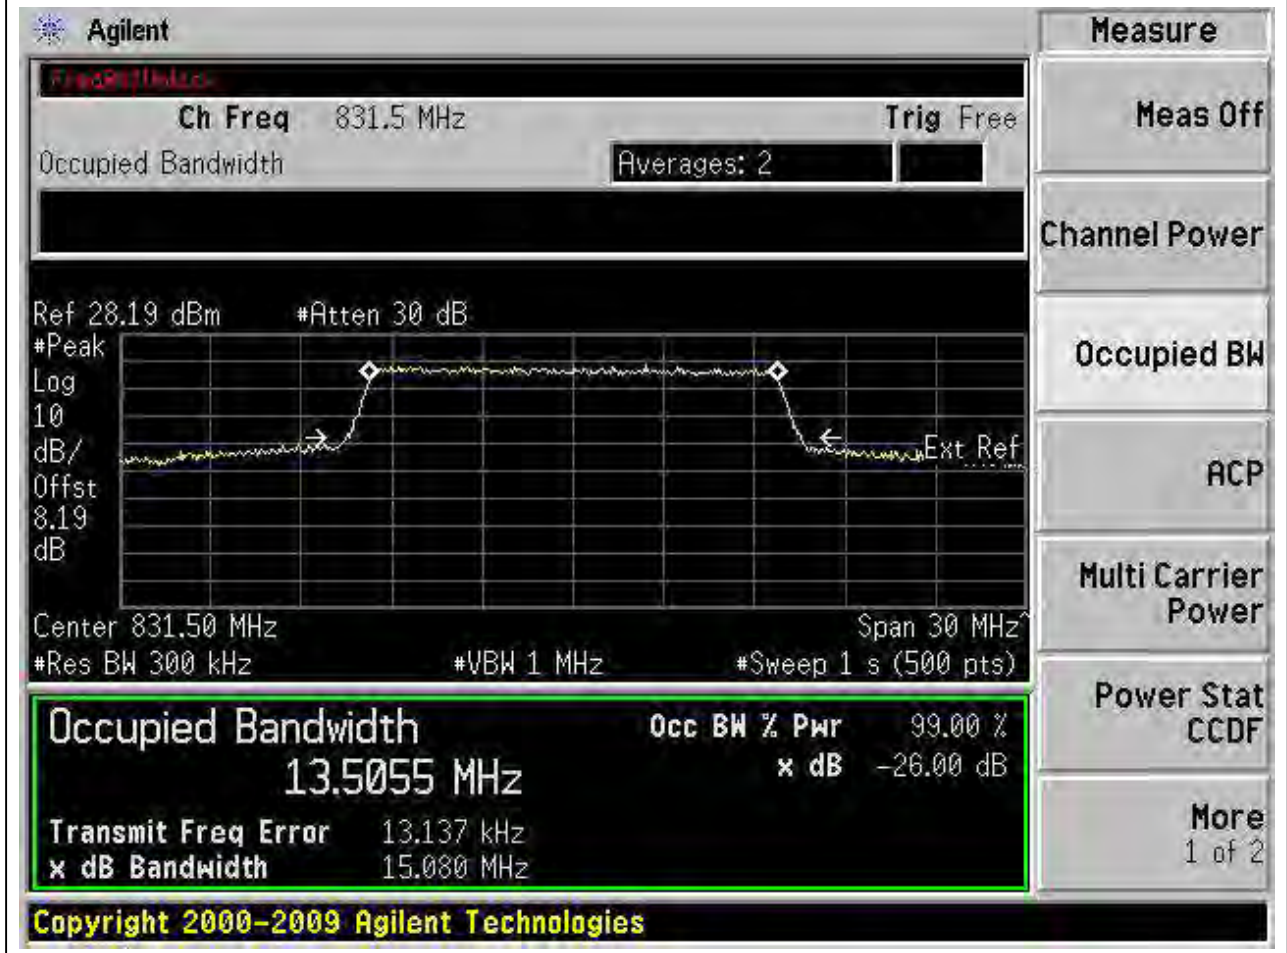 Agilent
Measure
Ch Freq 831.5 MHz Trig Free
Occupied Bandwidth Averages: 2
Ref 28.19 dBm #Atten 30 dB
#Peak
Log
10
dB/
Offst
8.19
dB
Ext Ref
Center 831.50 MHz Span 30 MHz^
#Res BW 300 kHz #VBW 1 MHz #Sweep 1 s (500 pts)
Occupied Bandwidth Occ BW % Pwr 99.00 %
13.5055 MHz x dB -26.00 dB
Transmit Freq Error 13.137 kHz
x dB Bandwidth 15.080 MHz
Copyright 2000-2009 Agilent Technologies
Meas Off
Channel Power
Occupied BW
ACP
Multi Carrier
Power
Power Stat
CCDF
More
1 of 2